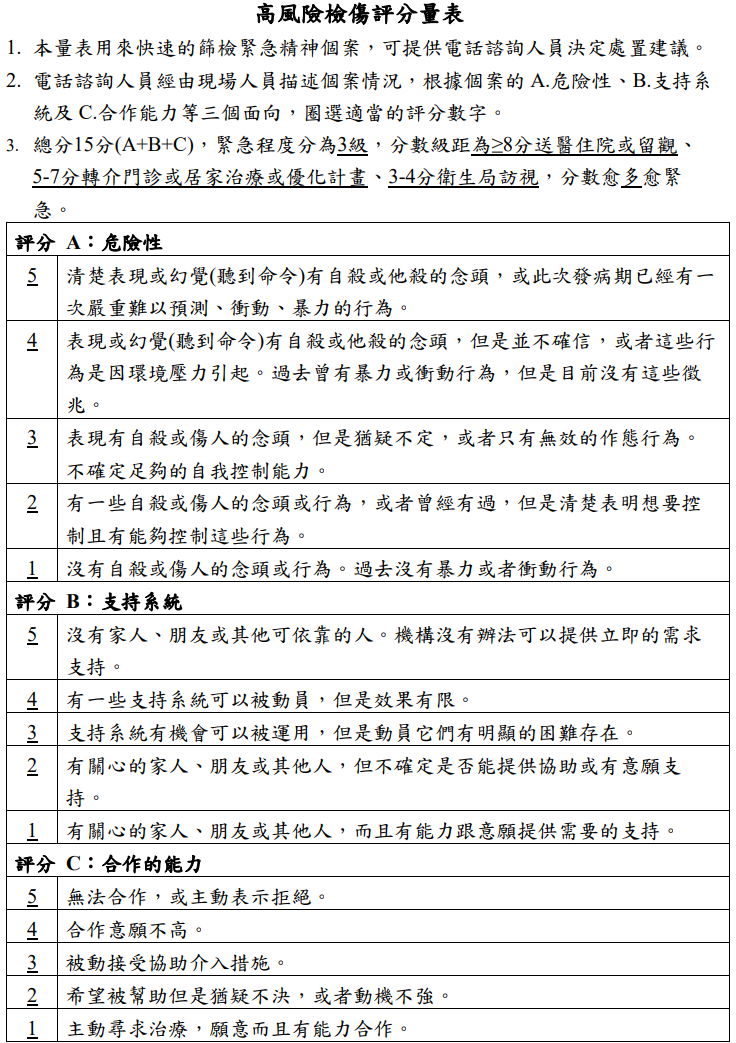 高風險檢傷評分量表
1. 本量表用來快速的篩檢緊急精神個案，可提供電話諮詢人員決定處置建議。
2. 電話諮詢人員經由現場人員描述個案情況，根據個案的 A.危險性、B.支持系
統及 C.合作能力等三個面向，圈選適當的評分數字。
3. 總分15分(A+B+C)，緊急程度分為3級，分數級距為≥8分送醫住院或留觀、
5-7分轉介門診或居家治療或優化計畫、3-4分衛生局訪視，分數愈多愈緊
急。
評分 A：危險性
5 清楚表現或幻覺(聽到命令)有自殺或他殺的念頭，或此次發病期已經有一
次嚴重難以預測、衝動、暴力的行為。
4 表現或幻覺(聽到命令)有自殺或他殺的念頭，但是並不確信，或者這些行
為是因環境壓力引起。過去曾有暴力或衝動行為，但是目前沒有這些徵
兆。
3 表現有自殺或傷人的念頭，但是猶疑不定，或者只有無效的作態行為。
不確定足夠的自我控制能力。
2 有一些自殺或傷人的念頭或行為，或者曾經有過，但是清楚表明想要控
制且有能夠控制這些行為。
1 沒有自殺或傷人的念頭或行為。過去沒有暴力或者衝動行為。
評分 B：支持系統
5 沒有家人、朋友或其他可依靠的人。機構沒有辦法可以提供立即的需求
支持。
4 有一些支持系統可以被動員，但是效果有限。
3 支持系統有機會可以被運用，但是動員它們有明顯的困難存在。
2 有關心的家人、朋友或其他人，但不確定是否能提供協助或有意願支
持。
1 有關心的家人、朋友或其他人，而且有能力跟意願提供需要的支持。
評分 C：合作的能力
5 無法合作，或主動表示拒絕。
4 合作意願不高。
3 被動接受協助介入措施。
2 希望被幫助但是猶疑不決，或者動機不強。
1 主動尋求治療，願意而且有能力合作。